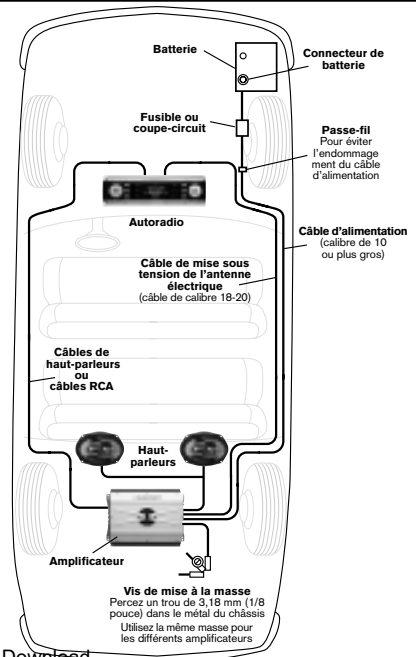 Batterie
Connecteur de
batterie
Fusible ou
coupe-circuit
Passe-fil
Pour éviter
l'endommage
ment du câble
d'alimentation
Autoradio
Câble d'alimentation
(calibre de 10
ou plus gros)
Câble de mise sous
tension de l'antenne
électrique
(câble de calibre 18-20)
Câbles de
haut-parleurs
ou
câbles RCA
Haut-
parleurs
Amplificateur
Vis de mise à la masse
Percez un trou de 3,18 mm (1/8
pouce) dans le métal du châssis
Utilisez la même masse pour
les différents amplificateurs
Download